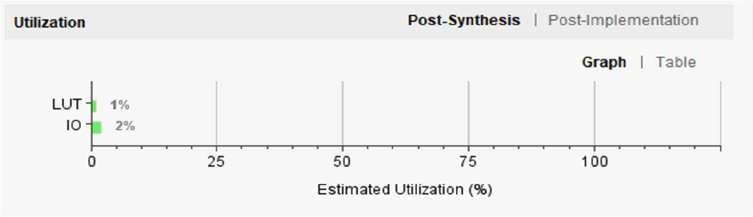 Utilization Post-Synthesis | Post-Implementation
Graph | Table
LUT 1%
IO 2%
0 25 50 75 100
Estimated Utilization (%)